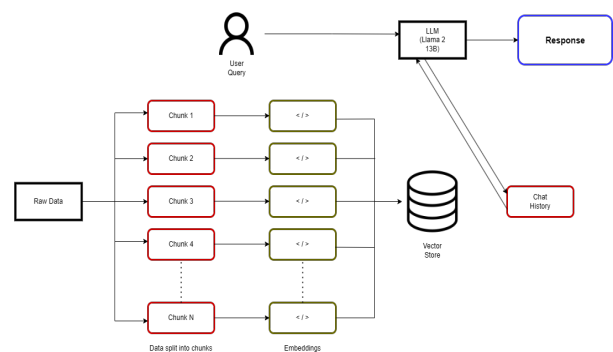 User
Query
LLM
(Llama 2
13B)
Response
Chunk 1
< / >
Chunk 2
< / >
Raw Data
Chunk 3
< / >
Chat
History
Chunk 4
< / >
Vector
Store
Chunk N
< / >
Data split into chunks
Embeddings